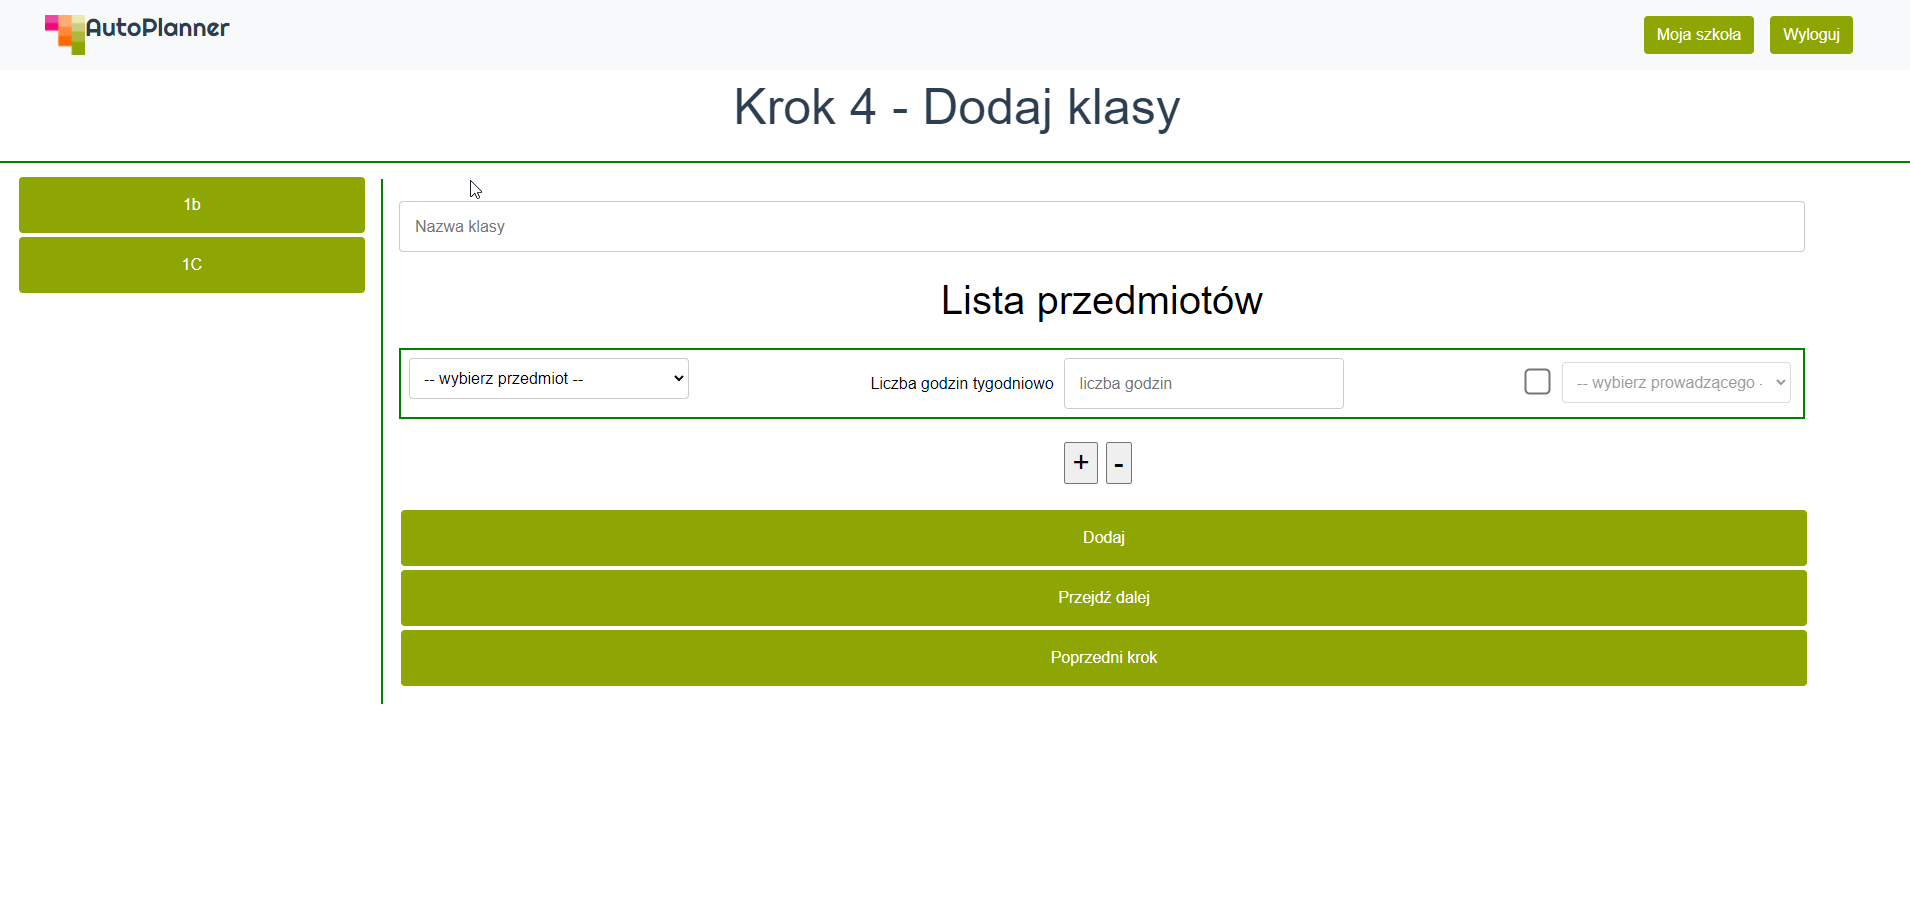 AutoPlanner
Moja szkoła
Wyloguj
Krok 4 - Dodaj klasy
1b
1C
Nazwa klasy
Lista przedmiotów
-- wybierz przedmiot --
Liczba godzin tygodniowo
liczba godzin
-- wybierz prowadzącego -
+
-
Dodaj
Przejdź dalej
Poprzedni krok